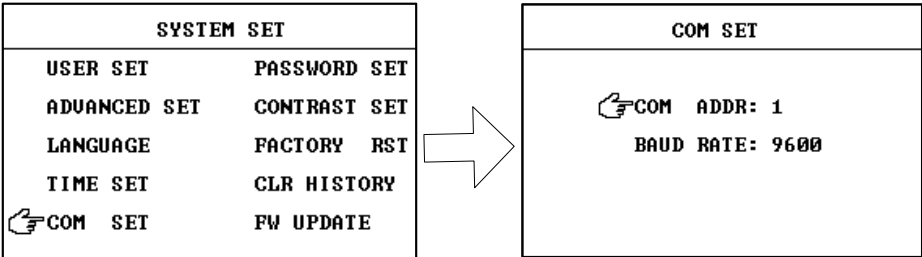 SYSTEM SET
USER SET PASSWORD SET
ADVANCED SET CONTRAST SET
LANGUAGE FACTORY RST
TIME SET CLR HISTORY
COM SET FW UPDATE
COM SET
COM ADDR: 1
BAUD RATE: 9600